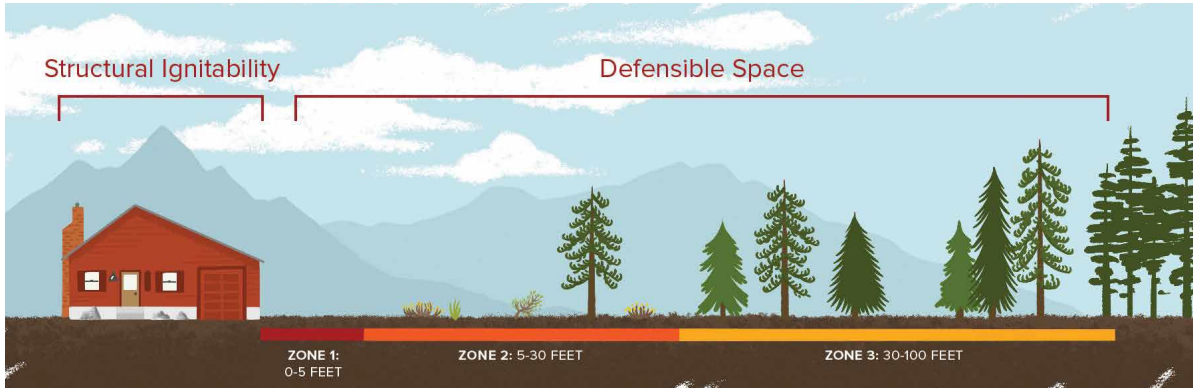 Structural Ignitability
Defensible Space
ZONE 1:
0-5 FEET
ZONE 2: 5-30 FEET
ZONE 3: 30-100 FEET